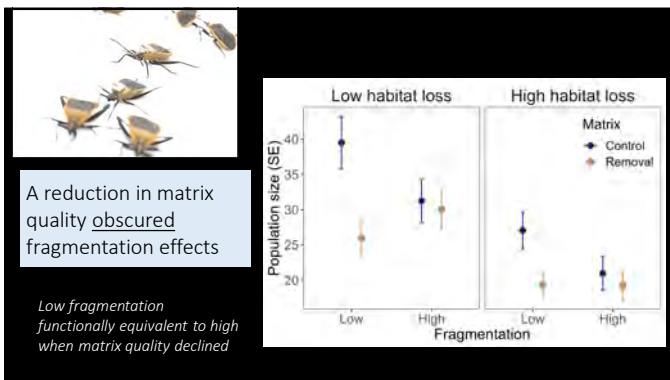 A reduction in matrix
quality obscured
fragmentation effects
Low fragmentation
functionally equivalent to high
when matrix quality declined
Low habitat loss
High habitat loss
Population size (SE)
40
35
30
25
20
Matrix
Control
Removal
Low
High
Low
High
Fragmentation